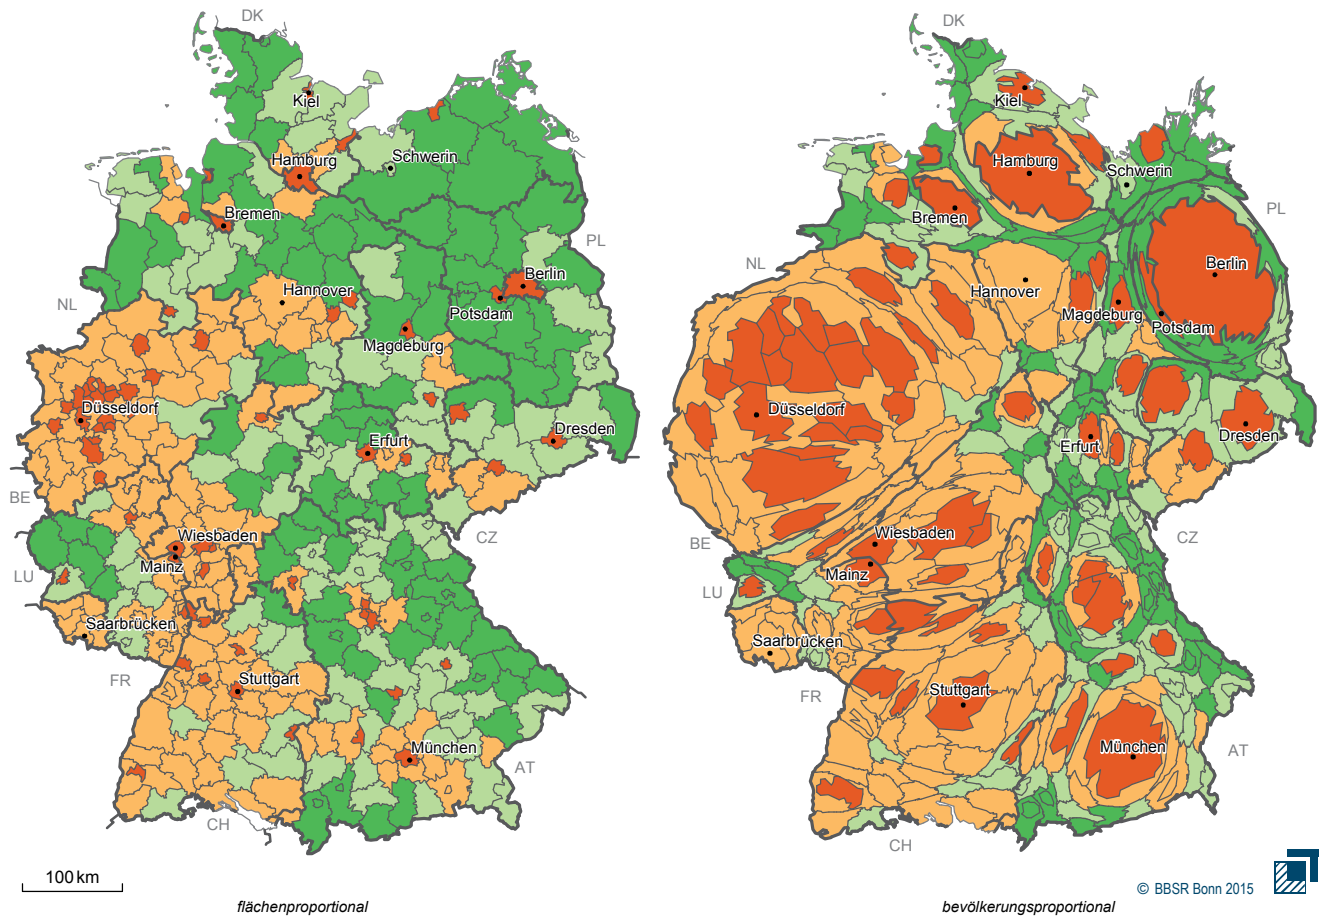 DK
Kiel
Hamburg
Schwerin
Bremen
PL
Berlin
Hannover
NL
Potsdam
Magdeburg
Düsseldorf
Erfurt
Dresden
BE
Wiesbaden
CZ
Mainz
LU
Saarbrücken
FR
Stuttgart
München
AT
CH
100 km
flächenproportional
DK
Kiel
Hamburg
Schwerin
Bremen
PL
NL
Berlin
Hannover
Magdeburg
Potsdam
Düsseldorf
Dresden
Erfurt
Wiesbaden
CZ
BE
Mainz
LU
Saarbrücken
FR
Stuttgart
München
AT
CH
© BBSR Bonn 2015
bevölkerungsproportional